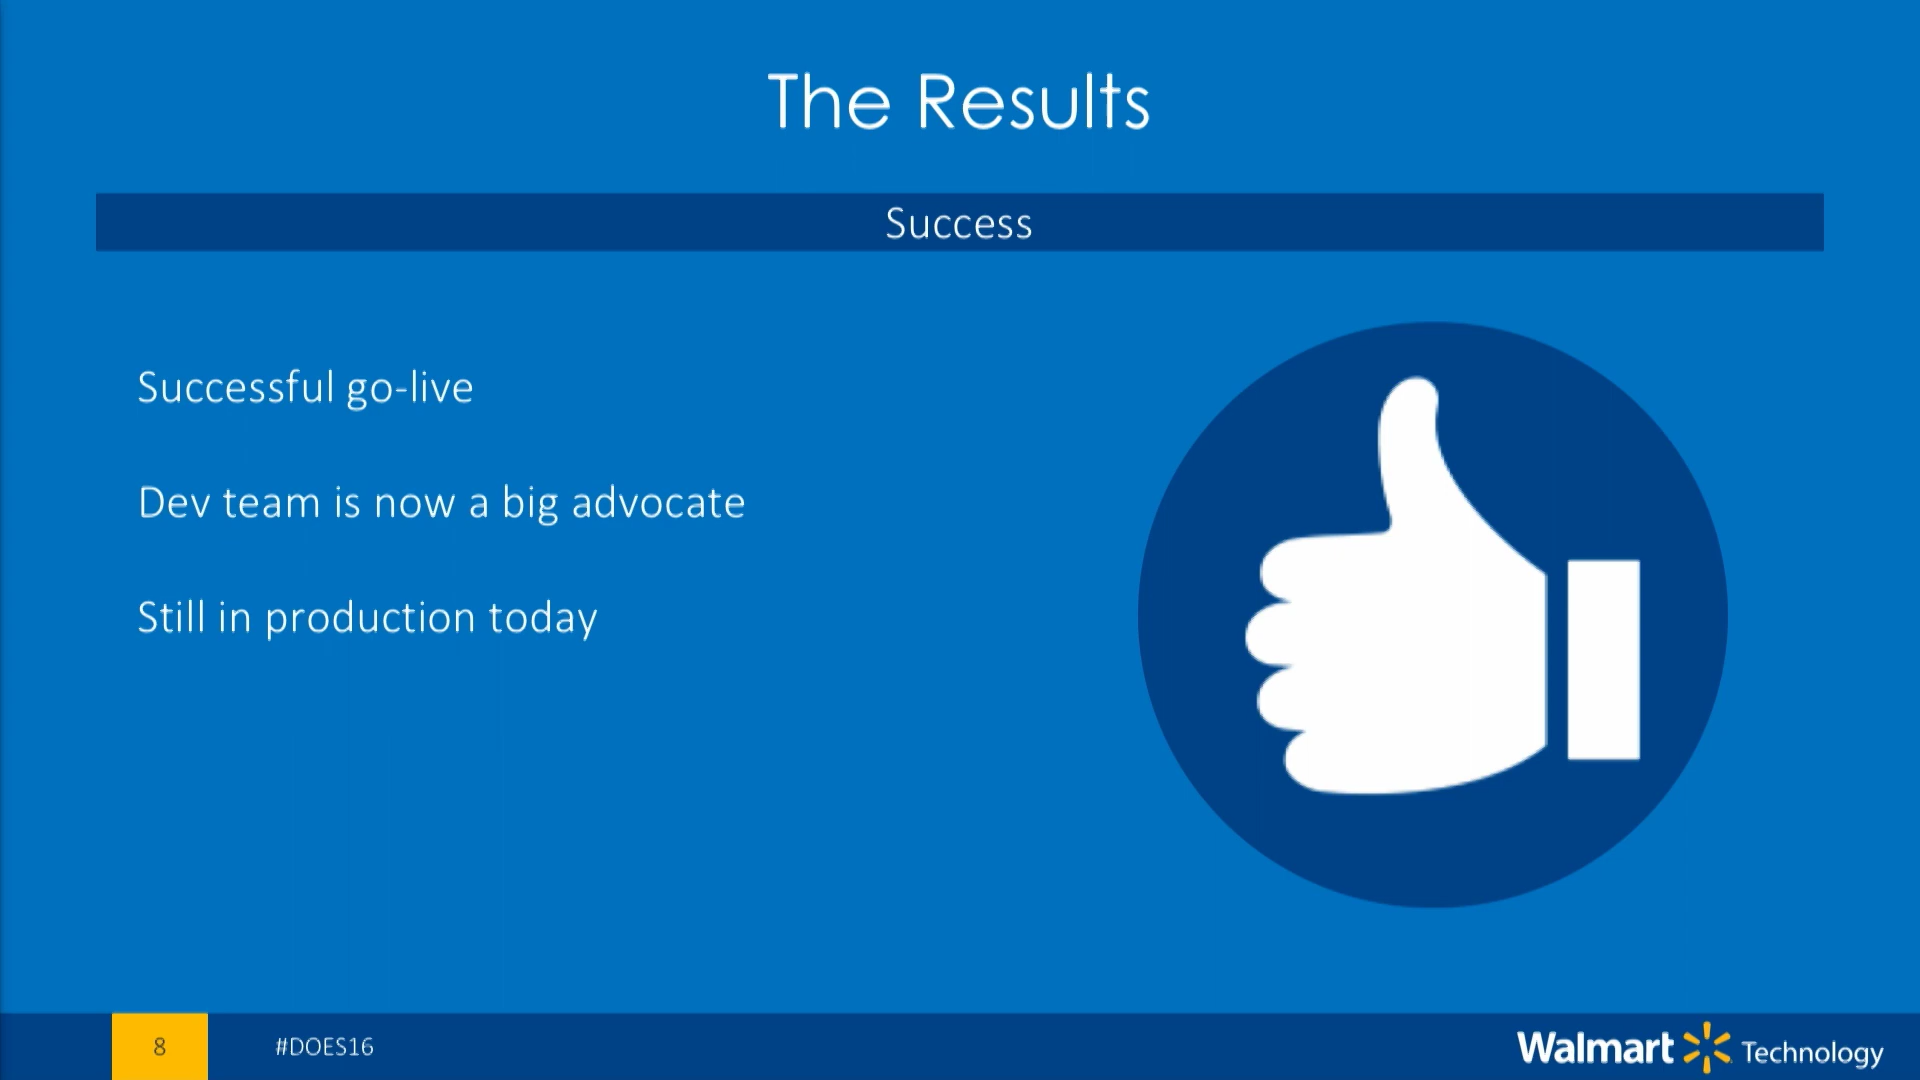 The Results
Success
Successful go-live
Dev team is now a big advocate
Still in production today
8
#DOES16
Walmart Technology